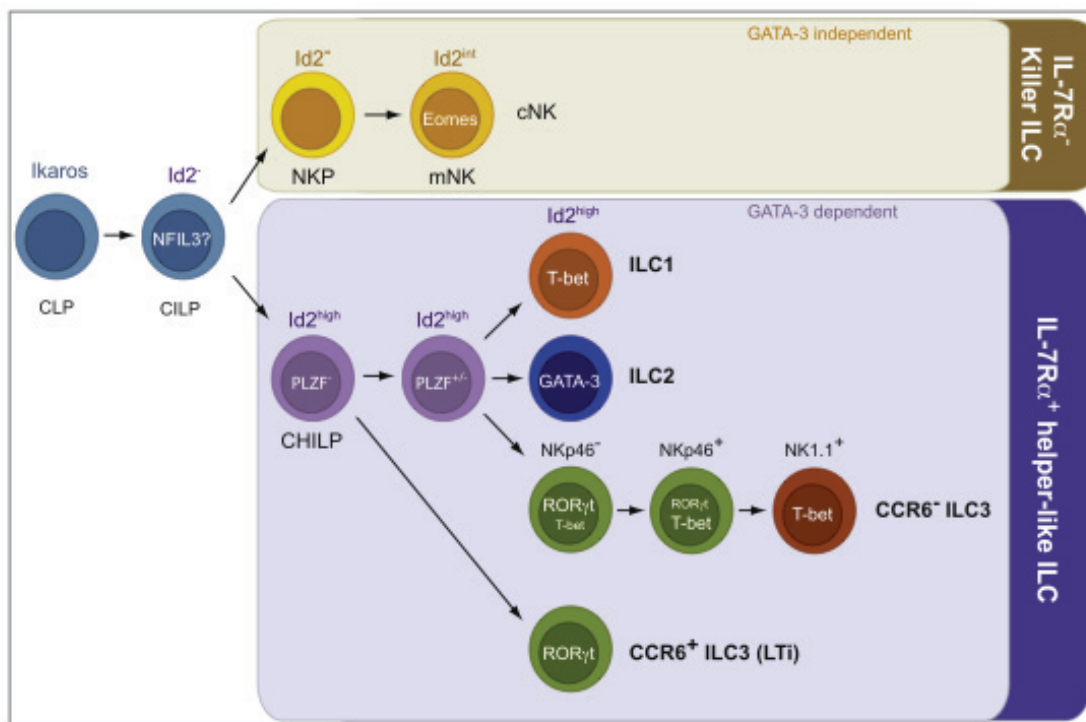 GATA-3 independent
Id2⁻
Id2ⁱⁿᵗ
Eomes
cNK
NKP
mNK
IL-7Rα⁻
Killer ILC
Ikaros
Id2⁻
NFIL3?
CLP
CILP
GATA-3 dependent
Id2ʰⁱᵍʰ
T-bet
ILC1
Id2ʰⁱᵍʰ
Id2ʰⁱᵍʰ
PLZF⁻
PLZF⁺/⁻
GATA-3
ILC2
CHILP
NKp46⁻
NKp46⁺
NK1.1⁺
RORγt
T-bet
RORγt
T-bet
T-bet
CCR6⁻ ILC3
RORγt
CCR6⁺ ILC3 (LTi)
IL-7Rα⁺ helper-like ILC